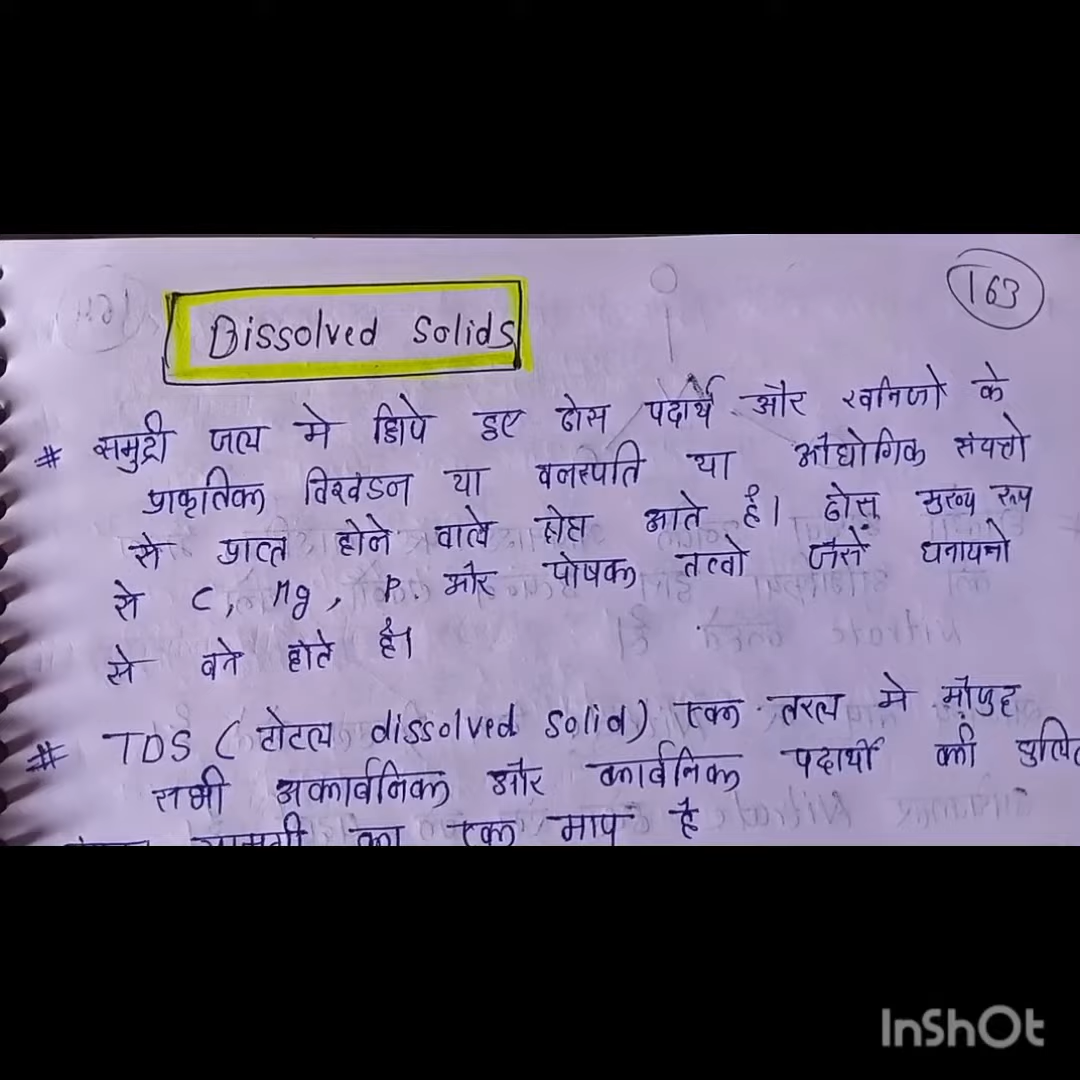 163
Dissolved Solids
# समुद्री जल मे छिपे हुए ठोस पदार्थ और खनिजो के
प्राकृतिक विखंडन या वनस्पति या औद्योगिक संयत्रो
से प्राप्त होने वाले ठोस आते है। ठोस मुख्य रूप
से C, Mg, P, और पोषक तत्वो जैसे धनायनो
से बने होते है।
# TDS (टोटल dissolved solid) एक तरल मे मौजुद
सभी अकार्बनिक और कार्बनिक पदार्थो की
का एक माप है
InShOt